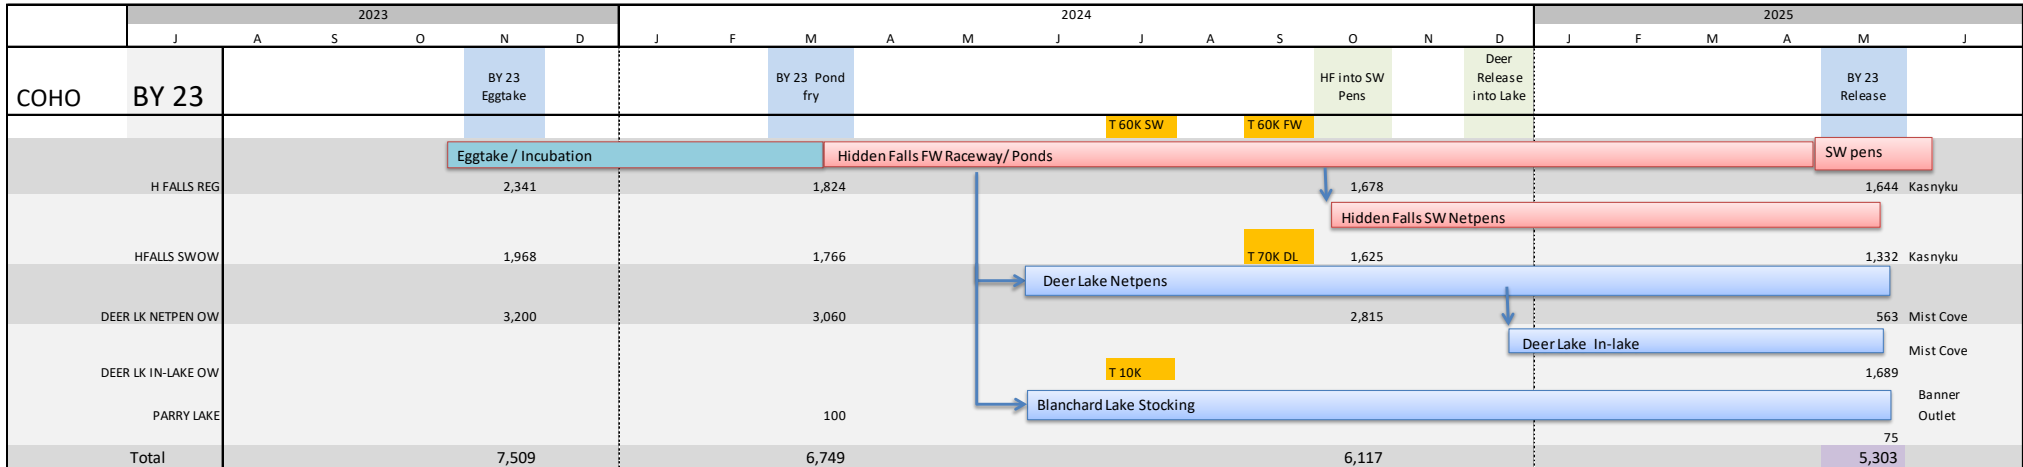 2023 2024 2025
J A S O N D J F M A M J J A S O N D J F M A M J
COHO BY 23
BY 23 Eggtake
BY 23 Pond fry
HF into SW Pens
Deer Release into Lake
BY 23 Release
T 60K SW T 60K FW
Eggtake / Incubation Hidden Falls FW Raceway/ Ponds SW pens
H FALLS REG 2,341 1,824 1,678 1,644 Kasnyku
Hidden Falls SW Netpens
HFALLS SWOW 1,968 1,766 T 70K DL 1,625 1,332 Kasnyku
Deer Lake Netpens
DEER LK NETPEN OW 3,200 3,060 2,815 563 Mist Cove
Deer Lake In-lake
Mist Cove
DEER LK IN-LAKE OW T 10K 1,689
Blanchard Lake Stocking
PARRY LAKE 100 Banner Outlet
75
Total 7,509 6,749 6,117 5,303